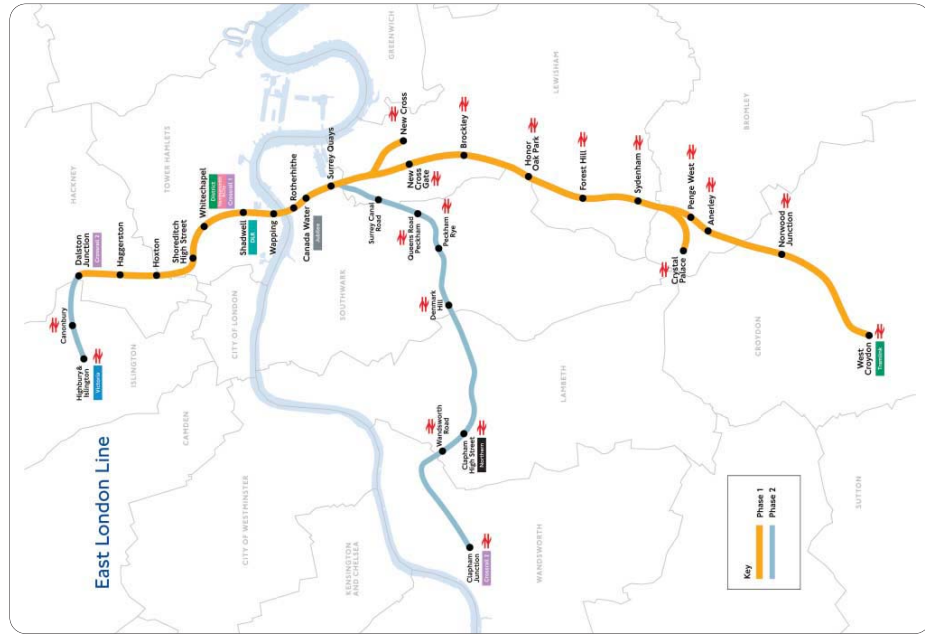 East London Line
HACKNEY
TOWER HAMLETS
GREENWICH
LEWISHAM
BROMLEY
ISLINGTON
CITY OF LONDON
SOUTHWARK
CAMDEN
CITY OF WESTMINSTER
KENSINGTON
AND CHELSEA
LAMBETH
WANDSWORTH
CROYDON
SUTTON
Highbury &
Islington
Victoria
Canonbury
Dalston
Junction
Crossrail 2
Haggerston
Hoxton
Shoreditch
High Street
Whitechapel
District
Crossrail 1
Shadwell
DLR
Wapping
Rotherhithe
Canada Water
Jubilee
Surrey Quays
New Cross
New
Cross
Gate
Brockley
Honor
Oak Park
Forest Hill
Sydenham
Crystal
Palace
Penge West
Anerley
Norwood
Junction
West
Croydon
Tramlink
Surrey Canal
Road
Queens Road
Peckham
Peckham
Rye
Denmark
Hill
Clapham
High Street
Northern
Wandsworth
Road
Clapham
Junction
Crossrail 2
Key
Phase 1
Phase 2